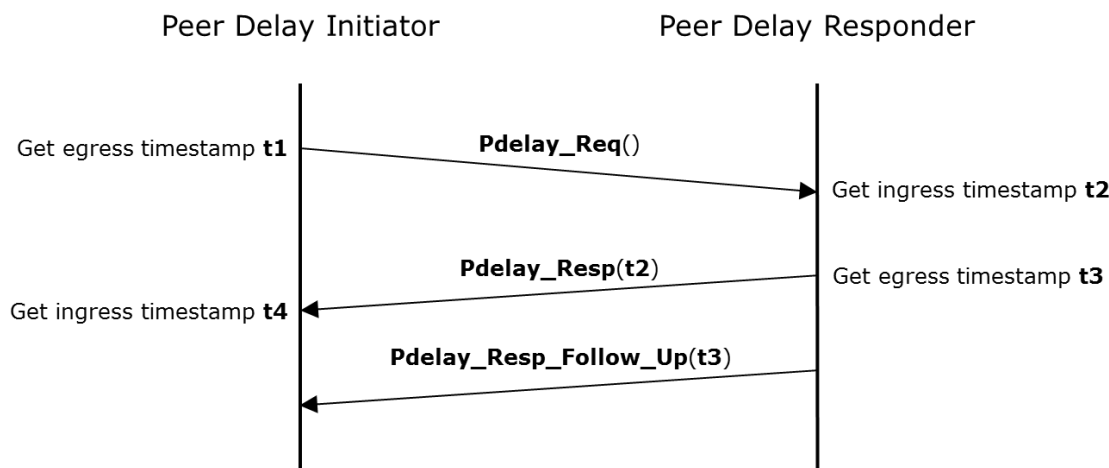 Peer Delay Initiator
Peer Delay Responder
Get egress timestamp t1
Pdelay_Req()
Get ingress timestamp t2
Pdelay_Resp(t2)
Get egress timestamp t3
Get ingress timestamp t4
Pdelay_Resp_Follow_Up(t3)